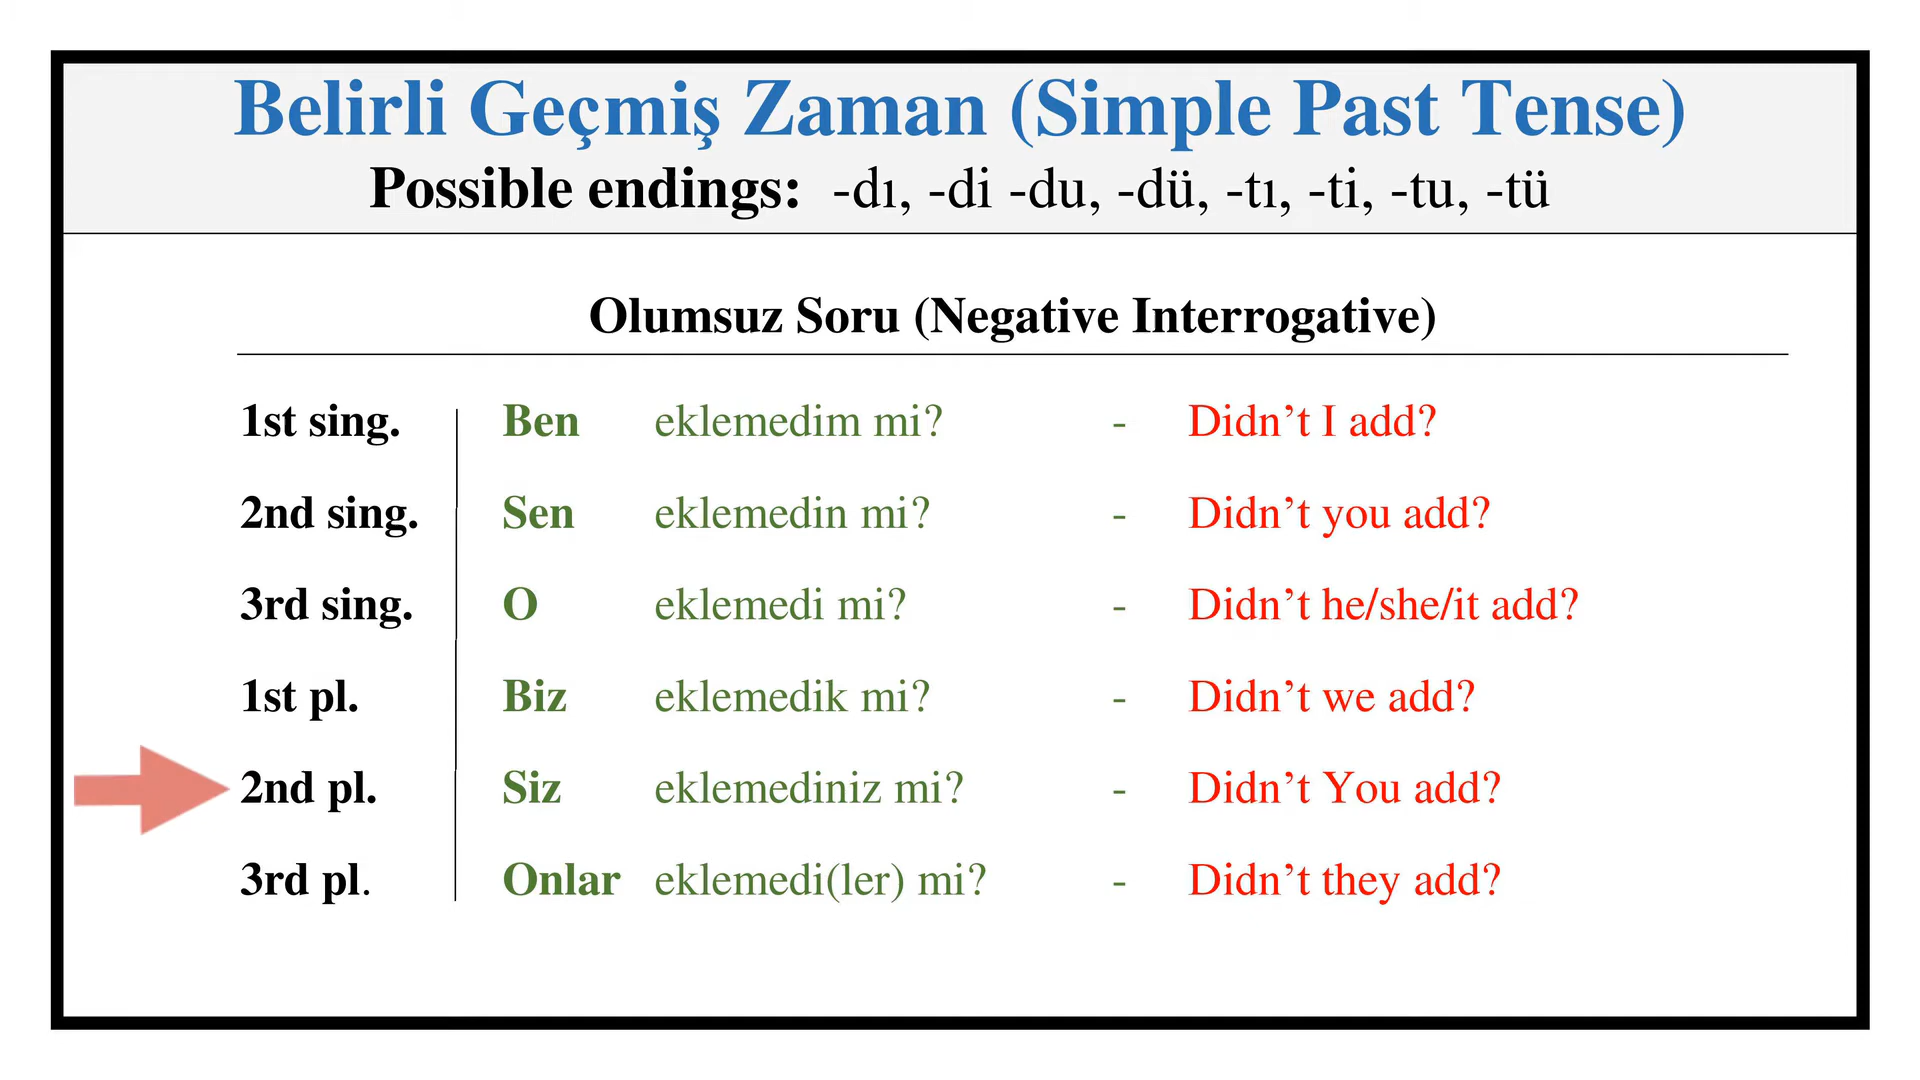 Belirli Geçmiş Zaman (Simple Past Tense)
Possible endings: -dı, -di -du, -dü, -tı, -ti, -tu, -tü
Olumsuz Soru (Negative Interrogative)
1st sing. Ben eklemedim mi? - Didn’t I add?
2nd sing. Sen eklemedin mi? - Didn’t you add?
3rd sing. O eklemedi mi? - Didn’t he/she/it add?
1st pl. Biz eklemedik mi? - Didn’t we add?
2nd pl. Siz eklemediniz mi? - Didn’t You add?
3rd pl. Onlar eklemedi(ler) mi? - Didn’t they add?